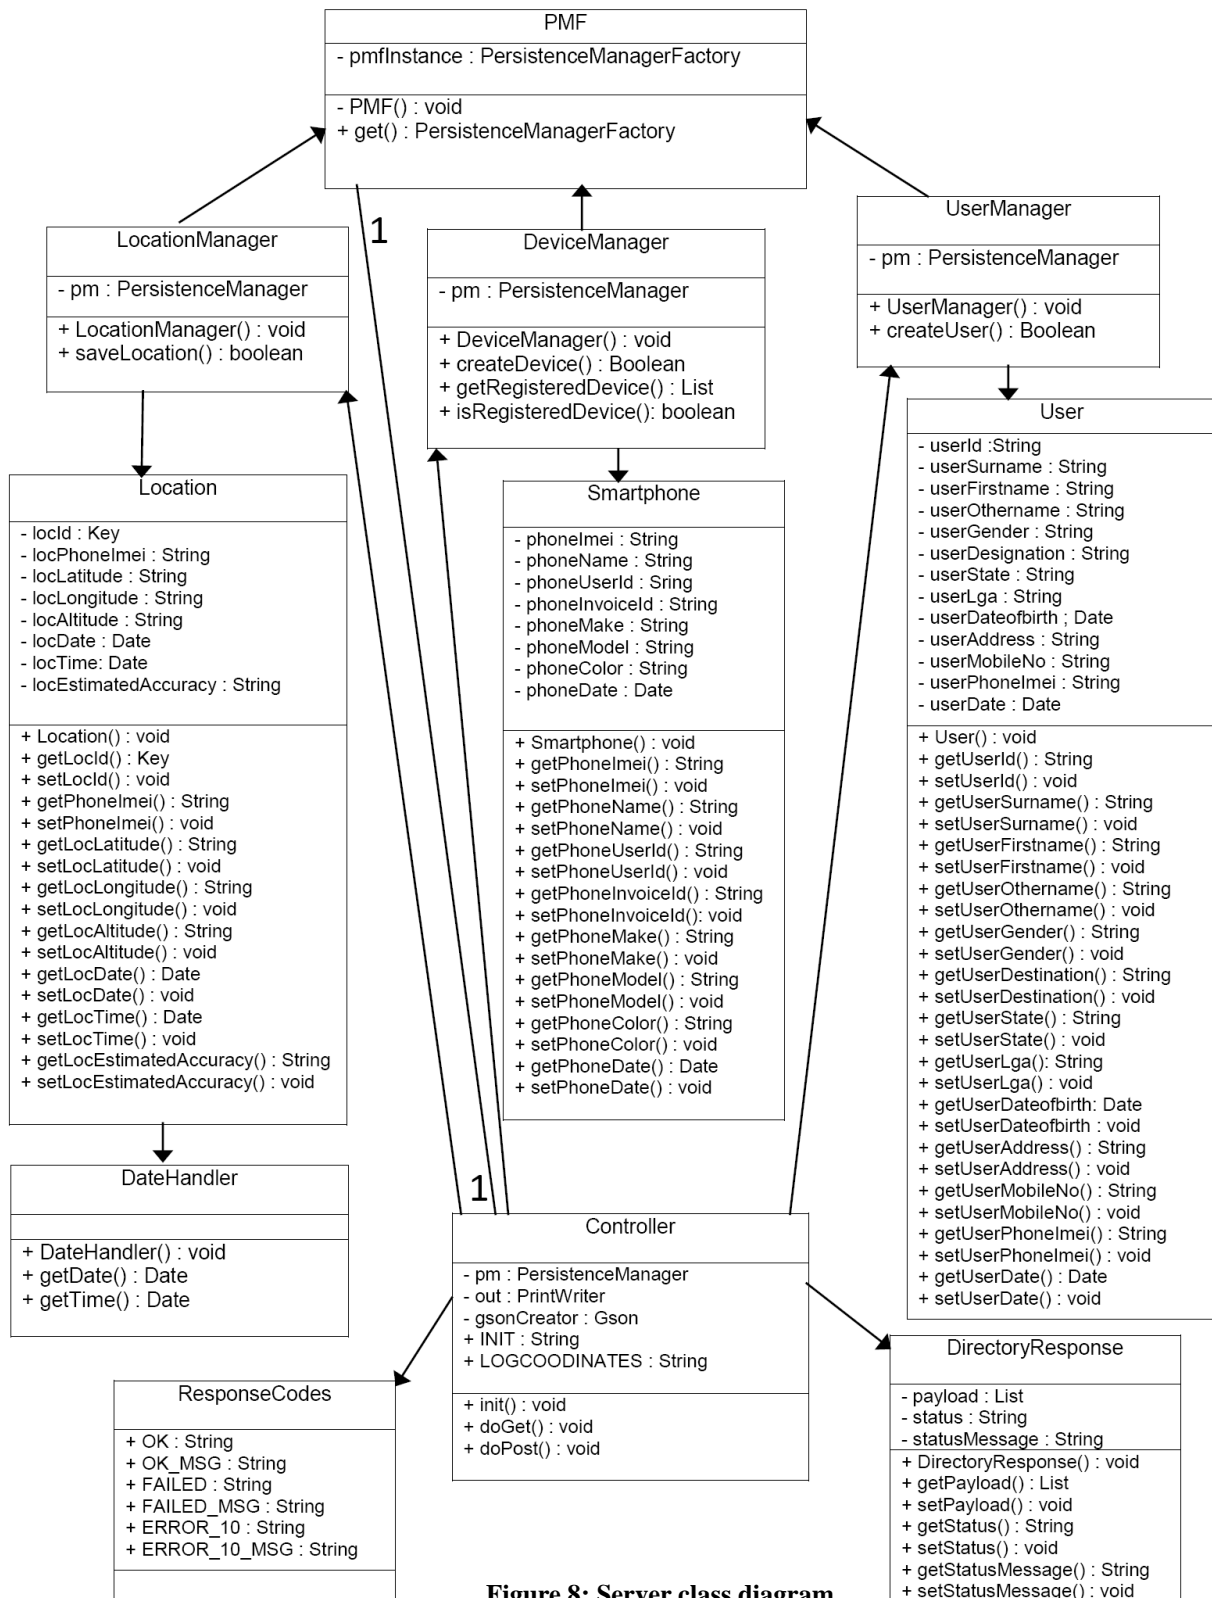 PMF
- pmfInstance : PersistenceManagerFactory
- PMF() : void
+ get() : PersistenceManagerFactory
1
LocationManager
- pm : PersistenceManager
+ LocationManager() : void
+ saveLocation() : boolean
DeviceManager
- pm : PersistenceManager
+ DeviceManager() : void
+ createDevice() : Boolean
+ getRegisteredDevice() : List
+ isRegisteredDevice(): boolean
UserManager
- pm : PersistenceManager
+ UserManager() : void
+ createUser() : Boolean
Location
- locId : Key
- locPhoneImei : String
- locLatitude : String
- locLongitude : String
- locAltitude : String
- locDate : Date
- locTime: Date
- locEstimatedAccuracy : String
+ Location() : void
+ getLocId() : Key
+ setLocId() : void
+ getPhoneImei() : String
+ setPhoneImei() : void
+ getLocLatitude() : String
+ setLocLatitude() : void
+ getLocLongitude() : String
+ setLocLongitude() : void
+ getLocAltitude() : String
+ setLocAltitude() : void
+ getLocDate() : Date
+ setLocDate() : void
+ getLocTime() : Date
+ setLocTime() : void
+ getLocEstimatedAccuracy() : String
+ setLocEstimatedAccuracy() : void
Smartphone
- phoneImei : String
- phoneName : String
- phoneUserId : Sring
- phoneInvoiceId : String
- phoneMake : String
- phoneModel : String
- phoneColor : String
- phoneDate : Date
+ Smartphone() : void
+ getPhoneImei() : String
+ setPhoneImei() : void
+ getPhoneName() : String
+ setPhoneName() : void
+ getPhoneUserId() : String
+ setPhoneUserId() : void
+ getPhoneInvoiceId() : String
+ setPhoneInvoiceId(): void
+ getPhoneMake() : String
+ setPhoneMake() : void
+ getPhoneModel() : String
+ setPhoneModel() : void
+ getPhoneColor() : String
+ setPhoneColor() : void
+ getPhoneDate() : Date
+ setPhoneDate() : void
User
- userId :String
- userSurname : String
- userFirstname : String
- userOthername : String
- userGender : String
- userDesignation : String
- userState : String
- userLga : String
- userDateofbirth ; Date
- userAddress : String
- userMobileNo : String
- userPhoneImei : String
- userDate : Date
+ User() : void
+ getUserId() : String
+ setUserId() : void
+ getUserSurname() : String
+ setUserSurname() : void
+ getUserFirstname() : String
+ setUserFirstname() : void
+ getUserOthername() : String
+ setUserOthername() : void
+ getUserGender() : String
+ setUserGender() : void
+ getUserDestination() : String
+ setUserDestination() : void
+ getUserState() : String
+ setUserState() : void
+ getUserLga(): String
+ setUserLga() : void
+ getUserDateofbirth: Date
+ setUserDateofbirth : void
+ getUserAddress() : String
+ setUserAddress() : void
+ getUserMobileNo() : String
+ setUserMobileNo() : void
+ getUserPhoneImei() : String
+ setUserPhoneImei() : void
+ getUserDate() : Date
+ setUserDate() : void
DateHandler
+ DateHandler() : void
+ getDate() : Date
+ getTime() : Date
1
Controller
- pm : PersistenceManager
- out : PrintWriter
- gsonCreator : Gson
+ INIT : String
+ LOGCOODINATES : String
+ init() : void
+ doGet() : void
+ doPost() : void
ResponseCodes
+ OK : String
+ OK_MSG : String
+ FAILED : String
+ FAILED_MSG : String
+ ERROR_10 : String
+ ERROR_10_MSG : String
DirectoryResponse
- payload : List
- status : String
- statusMessage : String
+ DirectoryResponse() : void
+ getPayload() : List
+ setPayload() : void
+ getStatus() : String
+ setStatus() : void
+ getStatusMessage() : String
+ setStatusMessage() : void
Figure 8: Server class diagram